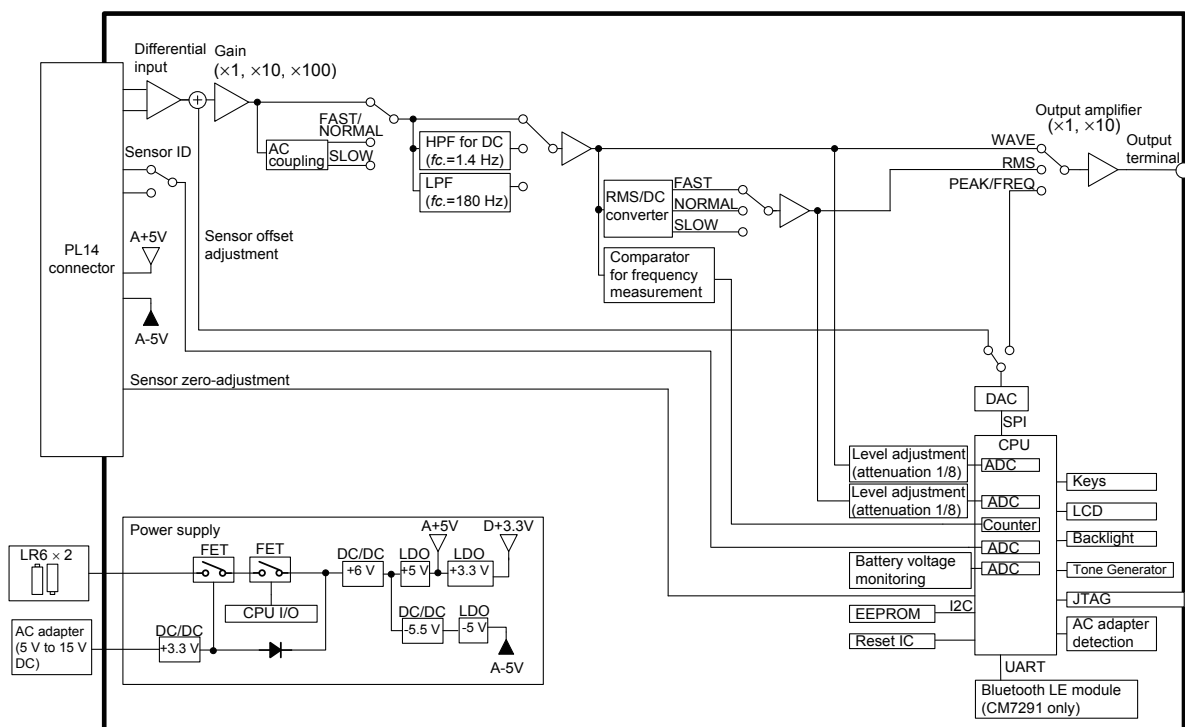 Differential
input
Gain
(×1, ×10, ×100)
FAST/
NORMAL
SLOW
AC
coupling
HPF for DC
(fc.=1.4 Hz)
LPF
(fc.=180 Hz)
RMS/DC
converter
FAST
NORMAL
SLOW
Comparator
for frequency
measurement
Output amplifier
(×1, ×10)
Output
terminal
WAVE
RMS
PEAK/FREQ
Sensor ID
PL14
connector
A+5V
A-5V
Sensor offset
adjustment
Sensor zero-adjustment
DAC
SPI
CPU
Level adjustment
(attenuation 1/8)
ADC
Level adjustment
(attenuation 1/8)
ADC
Counter
ADC
Battery voltage
monitoring
ADC
EEPROM
I2C
Reset IC
UART
Bluetooth LE module
(CM7291 only)
Keys
LCD
Backlight
Tone Generator
JTAG
AC adapter
detection
Power supply
LR6 × 2
FET
FET
CPU I/O
DC/DC
+6 V
LDO
+5 V
A+5V
LDO
+3.3 V
D+3.3V
AC adapter
(5 V to 15 V
DC)
DC/DC
+3.3 V
DC/DC
-5.5 V
LDO
-5 V
A-5V